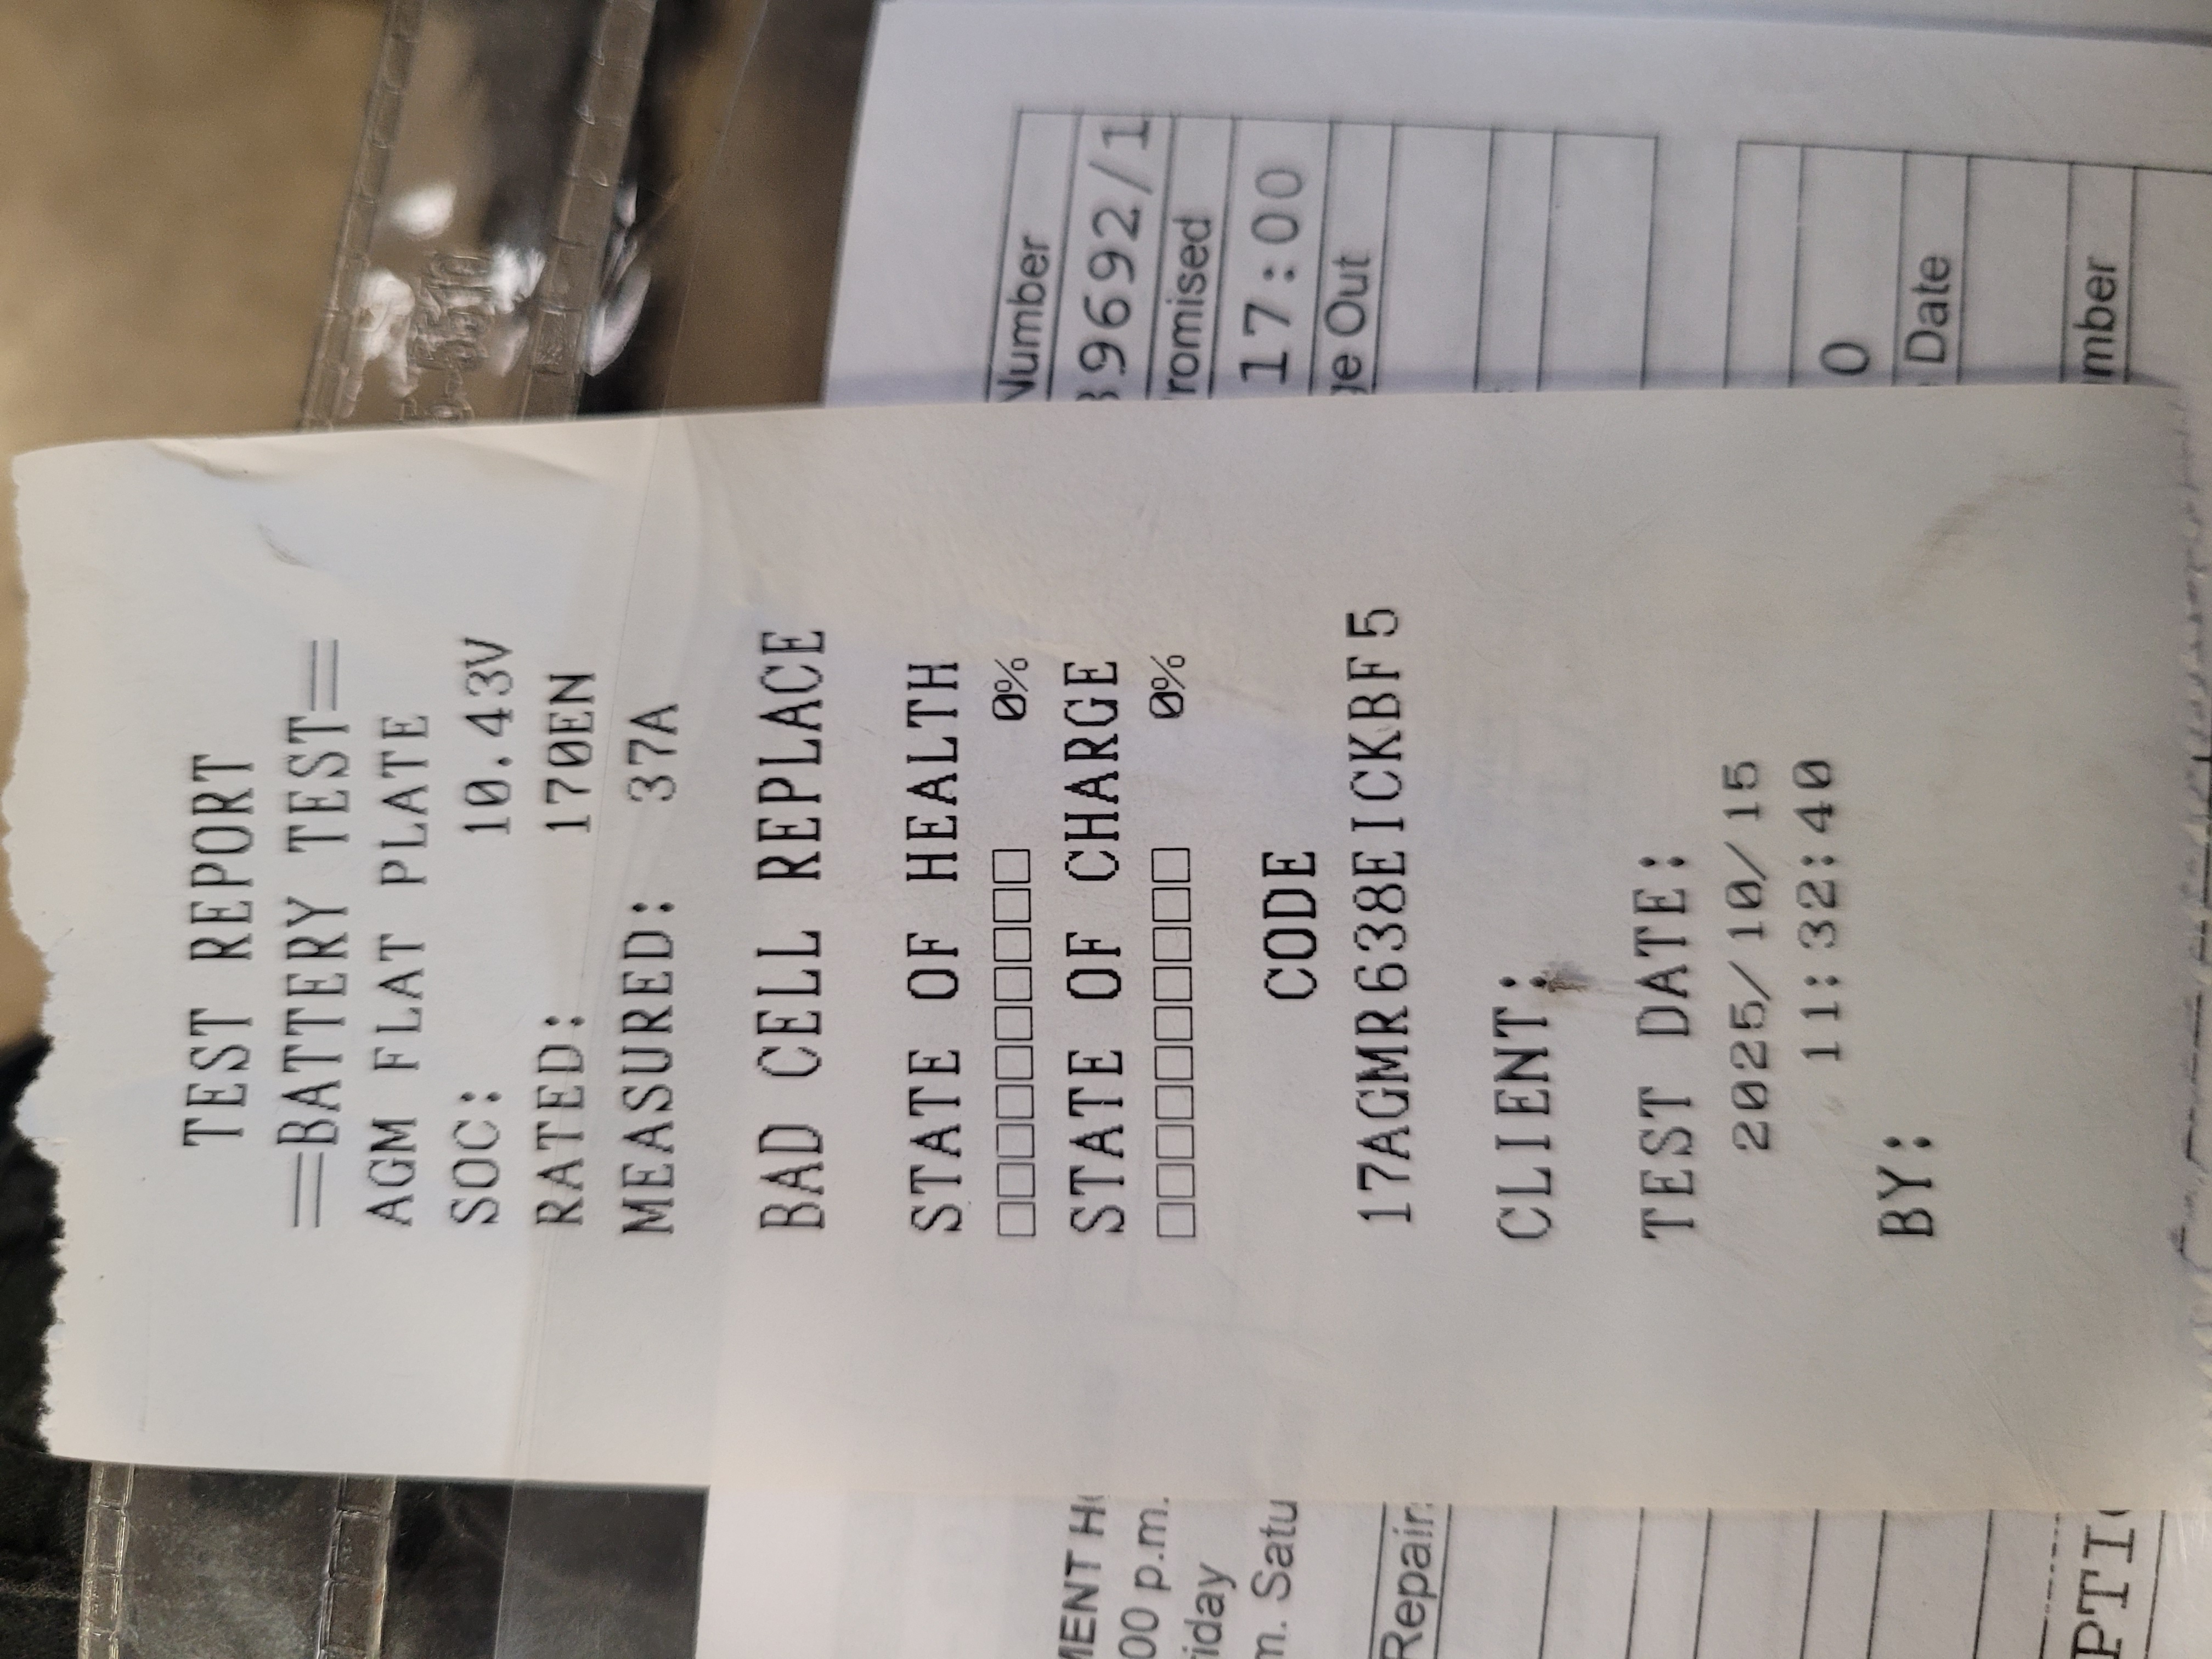 TEST REPORT
==BATTERY TEST==
AGM FLAT PLATE
SOC: 10.43V
RATED: 170EN
MEASURED: 37A
BAD CELL REPLACE
STATE OF HEALTH
0%
STATE OF CHARGE
0%
CODE
17AGMR638EICKBF5
CLIENT:
TEST DATE:
2025/10/15
11:32:40
BY:
Number
39692/1
romised
17:00
ge Out
0
Date
mber
MENT H
00 p.m.
riday
m. Satu
Repair
PTI